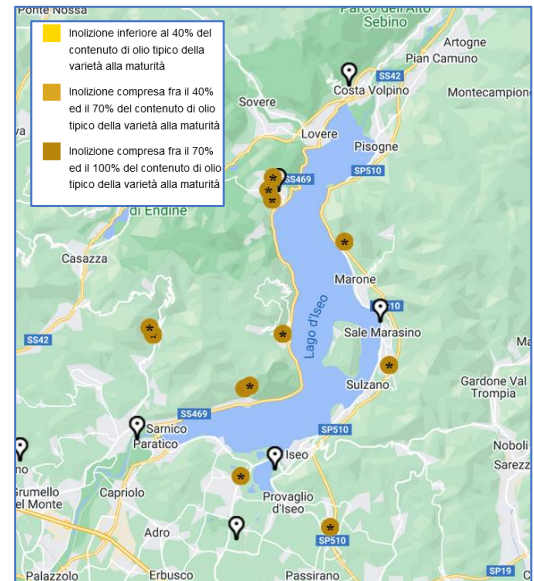 Ponte Nossa
Parco dell'Alto
Sebino
Inolizione inferiore al 40% del
contenuto di olio tipico della
varietà alla maturità
Inolizione compresa fra il 40%
ed il 70% del contenuto di olio
tipico della varietà alla maturità
Inolizione compresa fra il 70%
ed il 100% del contenuto di olio
tipico della varietà alla maturità
Artogne
Pian Camuno
SS42
Costa Volpino
Montecampion
Sovere
Lovere
Pisogne
SP510
SS469
di Endine
Casazza
Marone
Lago d'Iseo
Sale Marasino
SS42
Sulzano
Gardone Val
Trompia
SS469
Sarnico
Paratico
SP510
Iseo
Noboli
Sarezz
Grumello
el Monte
Capriolo
Provaglio
d'Iseo
Adro
SP510
Palazzolo
Erbusco
Passirano
SP19